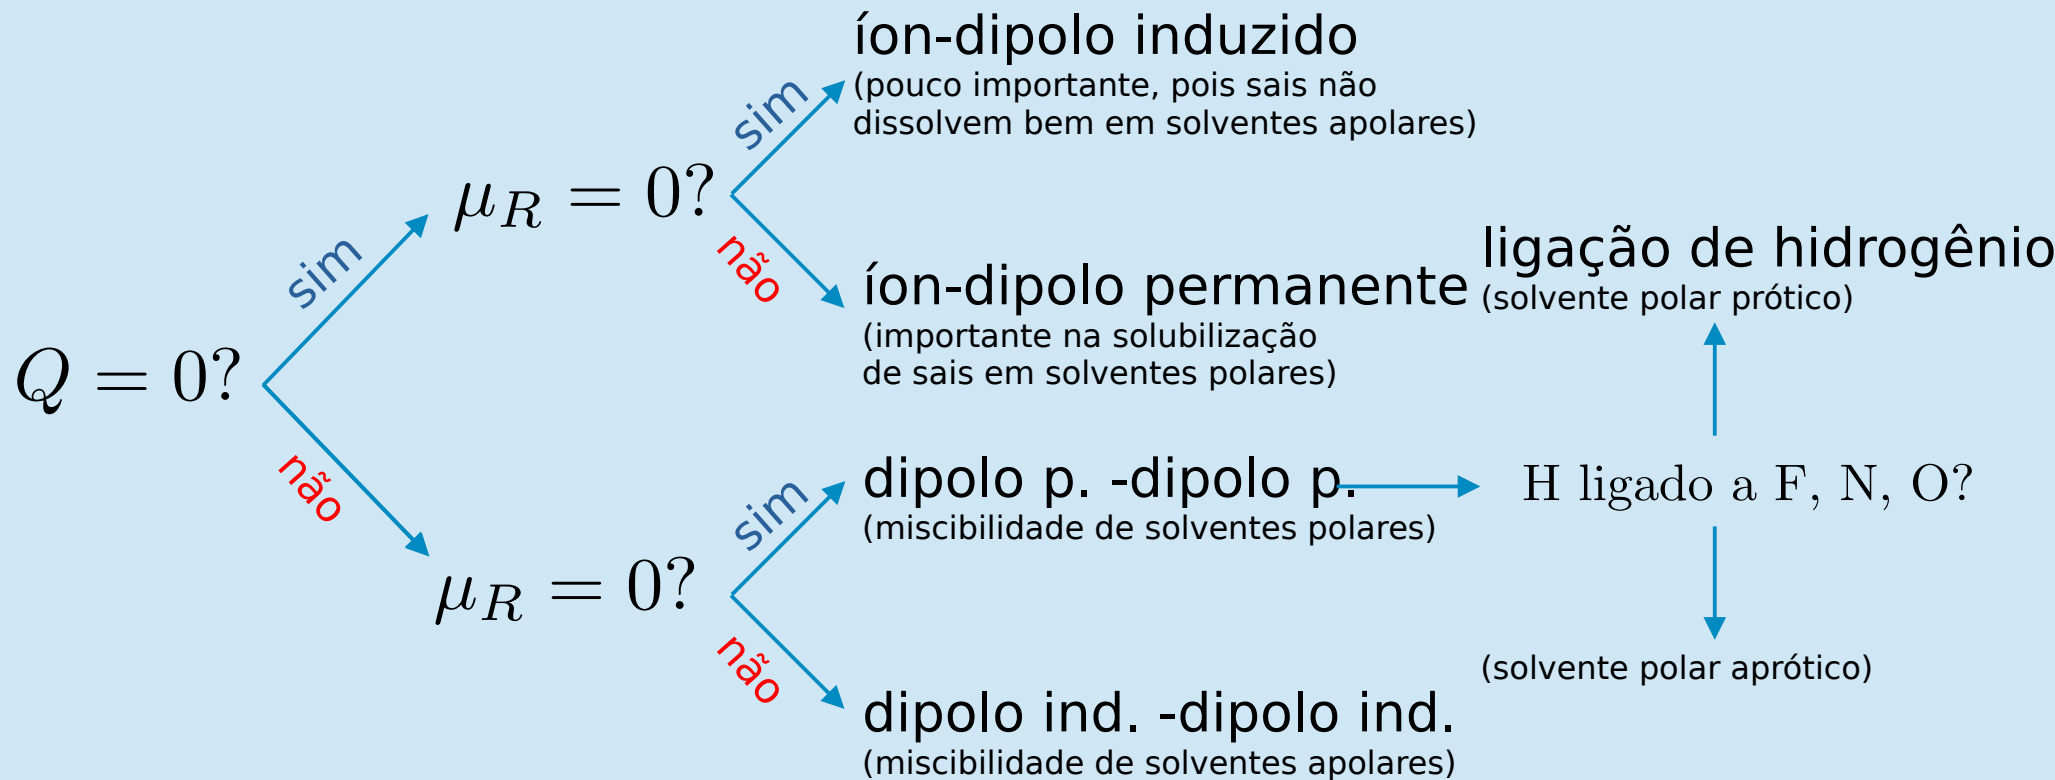 íon-dipolo induzido
(pouco importante, pois sais não
dissolvem bem em solventes apolares)
sim
μ_R = 0?
não
sim
íon-dipolo permanente
(importante na solubilização
de sais em solventes polares)
ligação de hidrogênio
(solvente polar prótico)
Q = 0?
não
sim
dipolo p. -dipolo p.
(miscibilidade de solventes polares)
H ligado a F, N, O?
μ_R = 0?
não
(solvente polar aprótico)
dipolo ind. -dipolo ind.
(miscibilidade de solventes apolares)